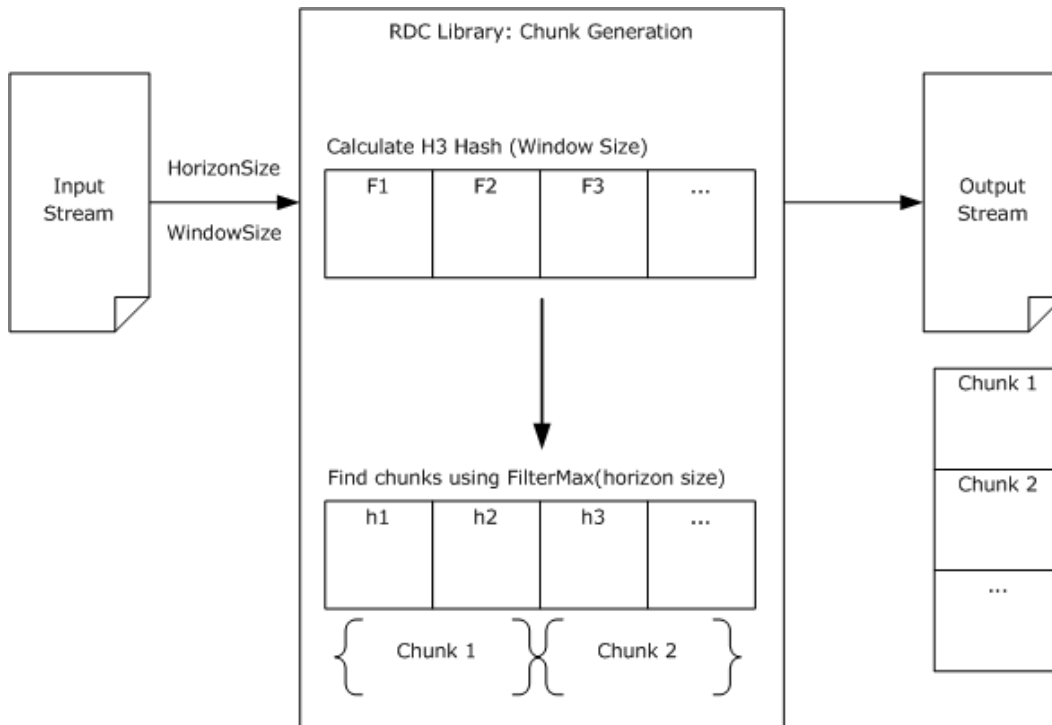 RDC Library: Chunk Generation
Input
Stream
HorizonSize
WindowSize
Calculate H3 Hash (Window Size)
F1 F2 F3 ...
Find chunks using FilterMax(horizon size)
h1 h2 h3 ...
Chunk 1 Chunk 2
Output
Stream
Chunk 1
Chunk 2
...